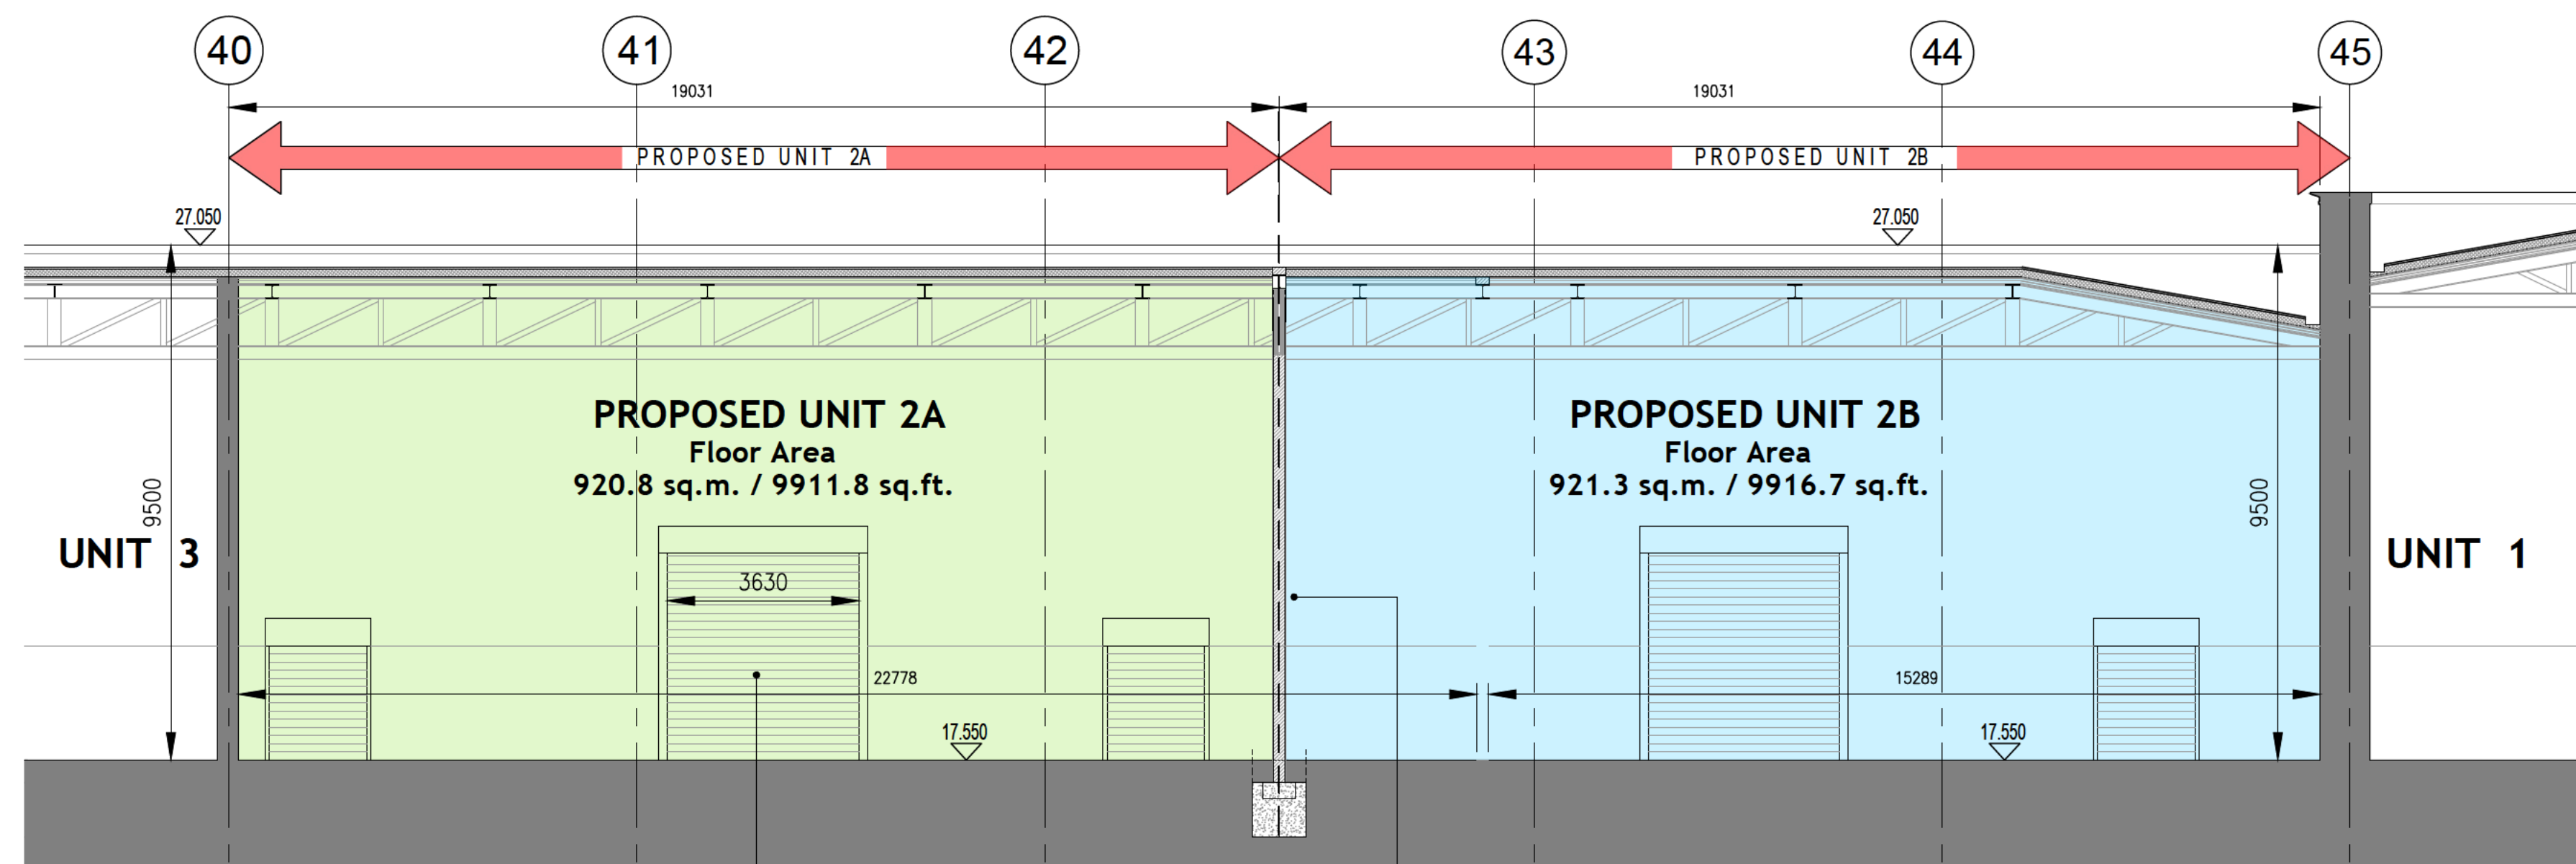 40 41 42 43 44 45
19031 19031
PROPOSED UNIT 2A PROPOSED UNIT 2B
27.050 27.050
PROPOSED UNIT 2A
Floor Area
920.8 sq.m. / 9911.8 sq.ft.
PROPOSED UNIT 2B
Floor Area
921.3 sq.m. / 9916.7 sq.ft.
9500 9500
UNIT 3 UNIT 1
3630
22778 15289
17.550 17.550